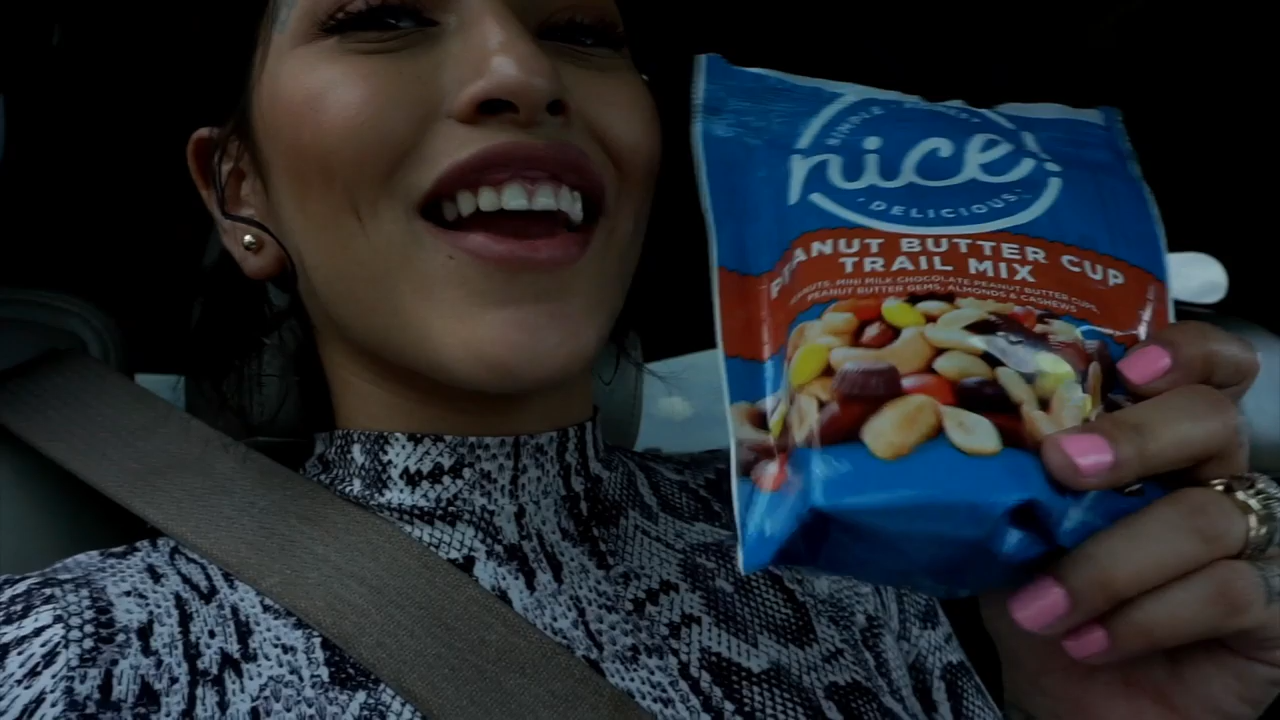 SIMPLE
nice!
DELICIOUS
PEANUT BUTTER CUP
TRAIL MIX
PEANUTS, MINI MILK CHOCOLATE PEANUT BUTTER CUPS,
PEANUT BUTTER GEMS, ALMONDS & CASHEWS